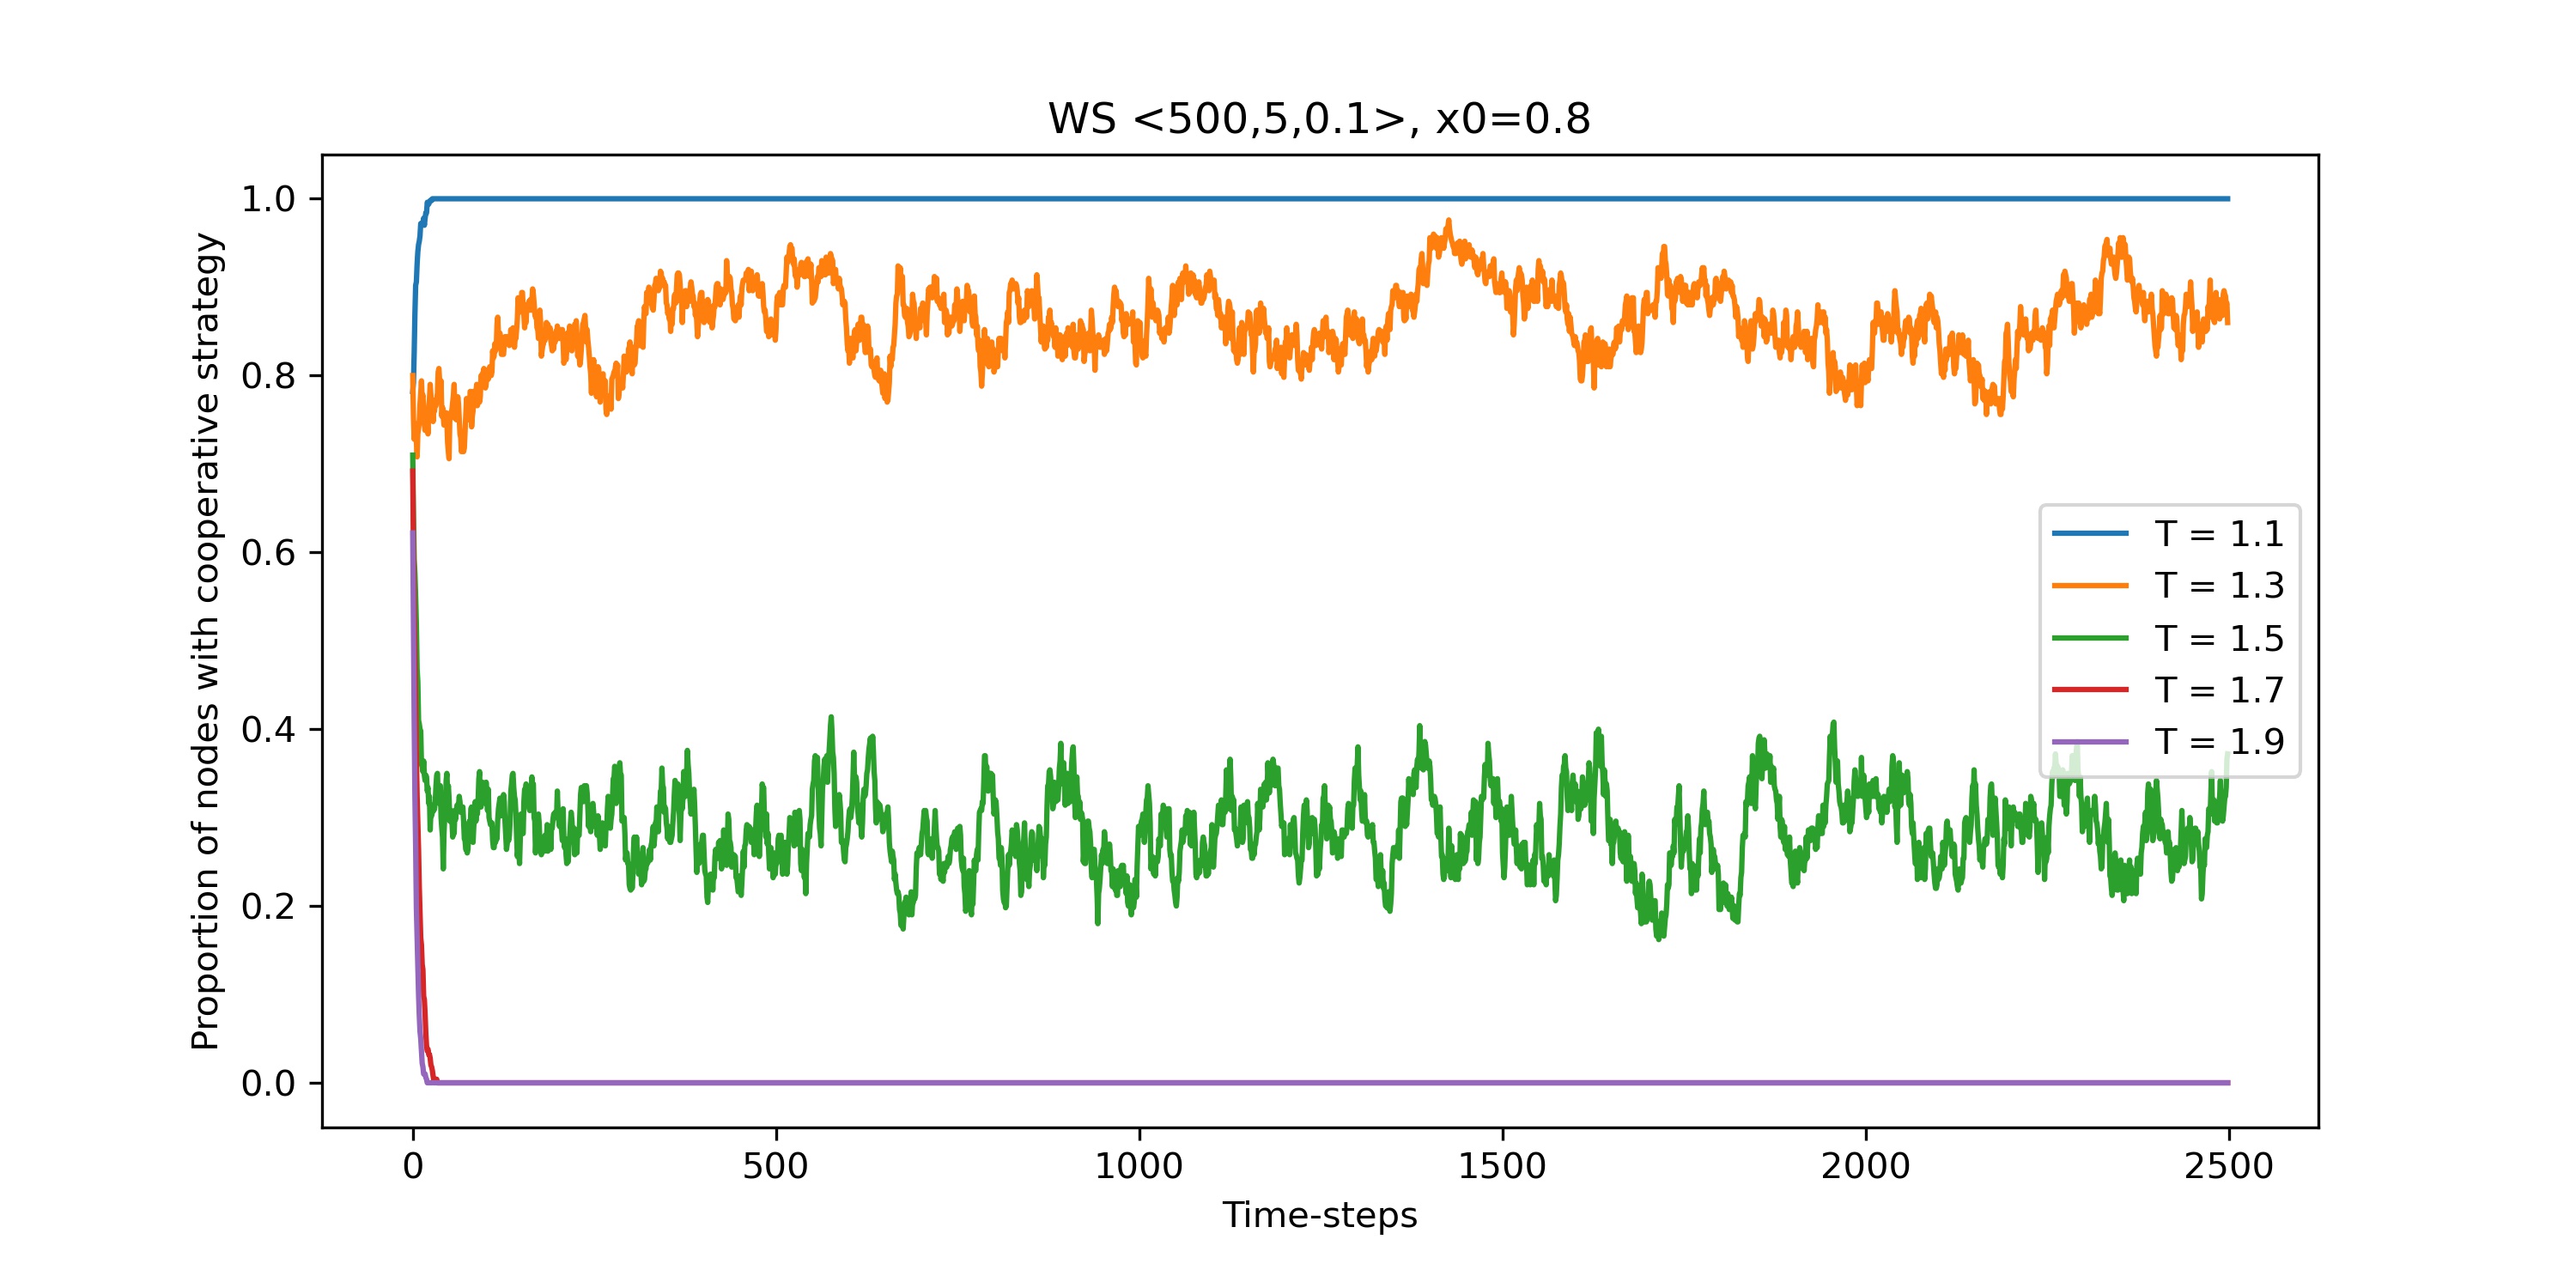 WS <500,5,0.1>, x0=0.8
Proportion of nodes with cooperative strategy
1.0
0.8
0.6
0.4
0.2
0.0
T = 1.1
T = 1.3
T = 1.5
T = 1.7
T = 1.9
0 500 1000 1500 2000 2500
Time-steps